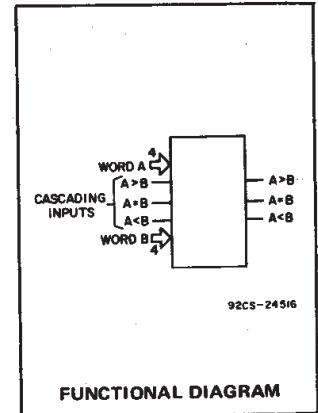 4
WORD A
CASCADING INPUTS
A>B
A=B
A<B
WORD B
4
A>B
A=B
A<B
92CS-24516
FUNCTIONAL DIAGRAM